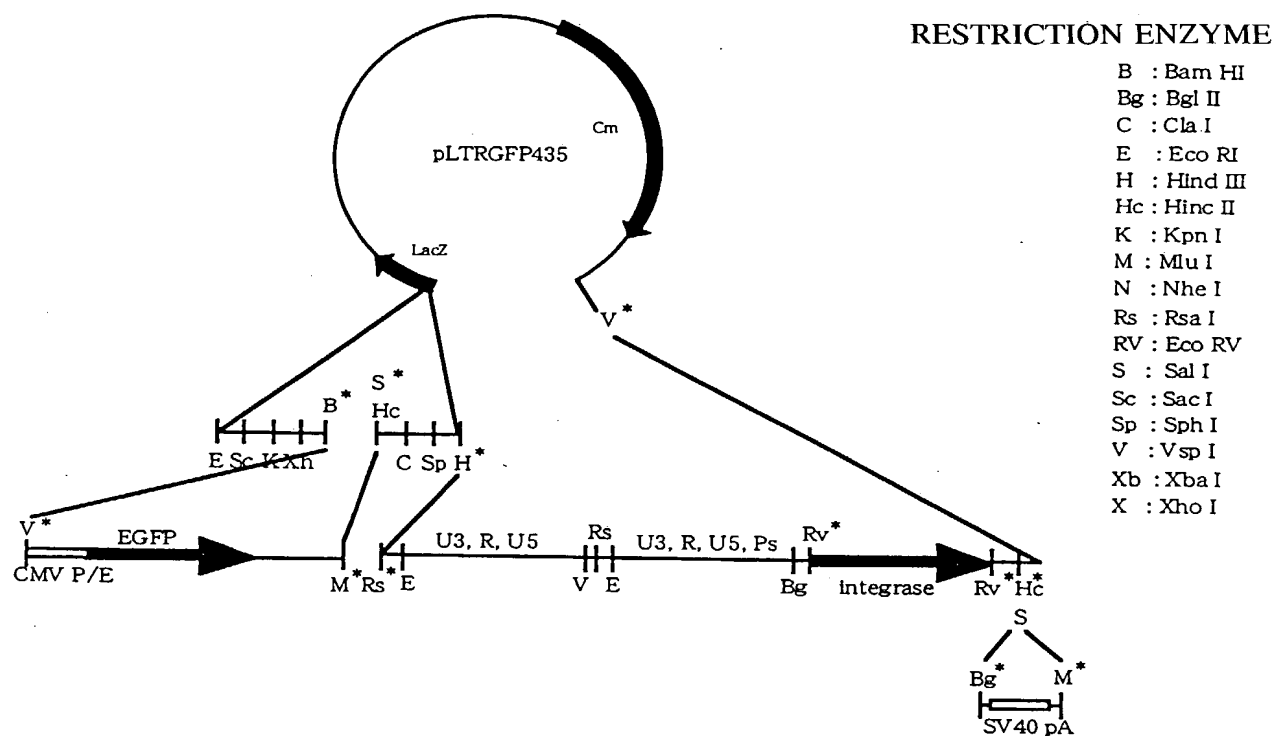 RESTRICTION ENZYME
B : Bam HI
Bg : Bgl II
C : Cla I
E : Eco RI
H : Hind III
Hc : Hinc II
K : Kpn I
M : Mlu I
N : Nhe I
Rs : Rsa I
RV : Eco RV
S : Sal I
Sc : Sac I
Sp : Sph I
V : Vsp I
Xb : Xba I
X : Xho I
Cm
pLTRGFP435
LacZ
V*
B* S*
Hc
E Sc K Xh C Sp H*
V* EGFP U3, R, U5 Rs U3, R, U5, Ps Rv*
CMV P/E M* Rs* E V E Bg integrase Rv* Hc*
S
Bg* M*
SV40 pA